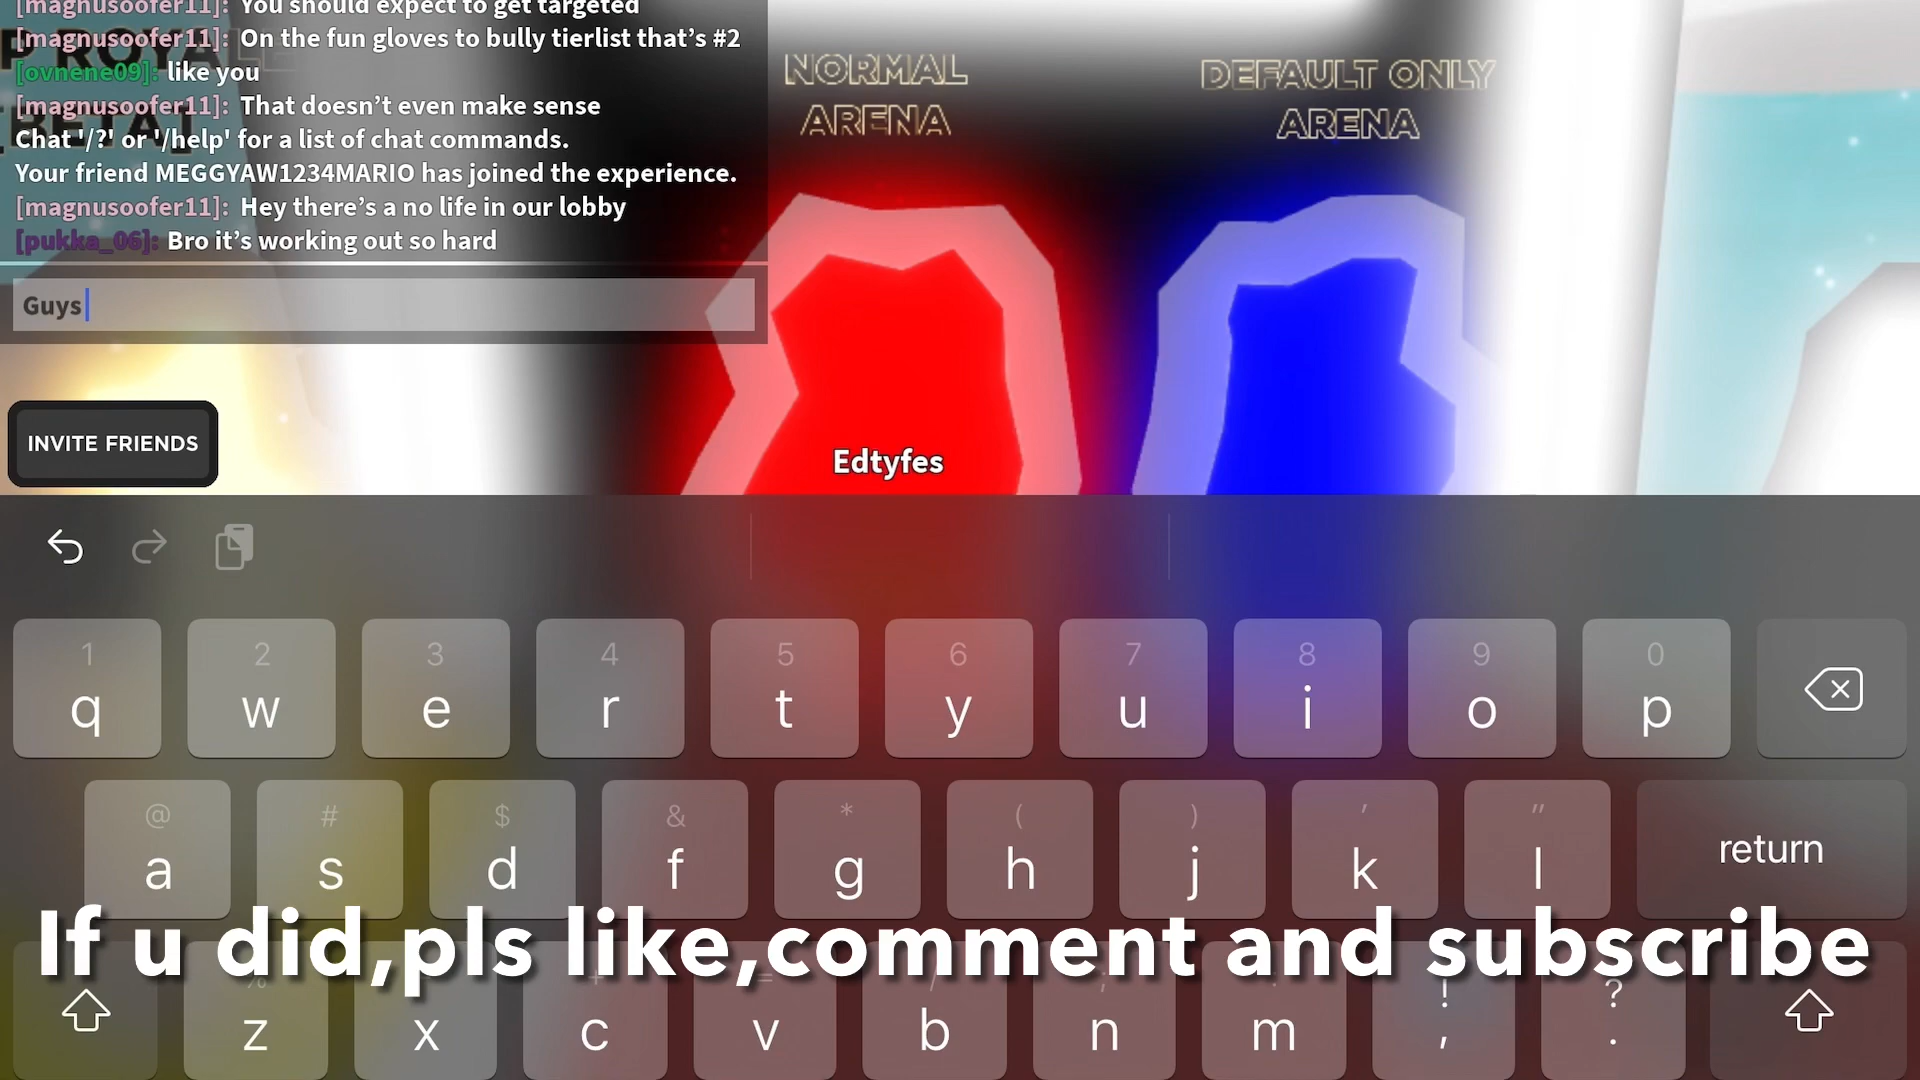 [magnusoofer11]: You should expect to get targeted
[magnusoofer11]: On the fun gloves to bully tierlist that's #2
[ovnene09]: like you
[magnusoofer11]: That doesn't even make sense
Chat '/?' or '/help' for a list of chat commands.
Your friend MEGGYAW1234MARIO has joined the experience.
[magnusoofer11]: Hey there's a no life in our lobby
[pukka_06]: Bro it's working out so hard
Guys
NORMAL
ARENA
DEFAULT ONLY
ARENA
INVITE FRIENDS
Edtyfes
1 2 3 4 5 6 7 8 9 0
q w e r t y u i o p
@ # $ & * ( ) ' "
a s d f g h j k l return
If u did,pls like,comment and subscribe
% + = / ; : ! ?
z x c v b n m , .